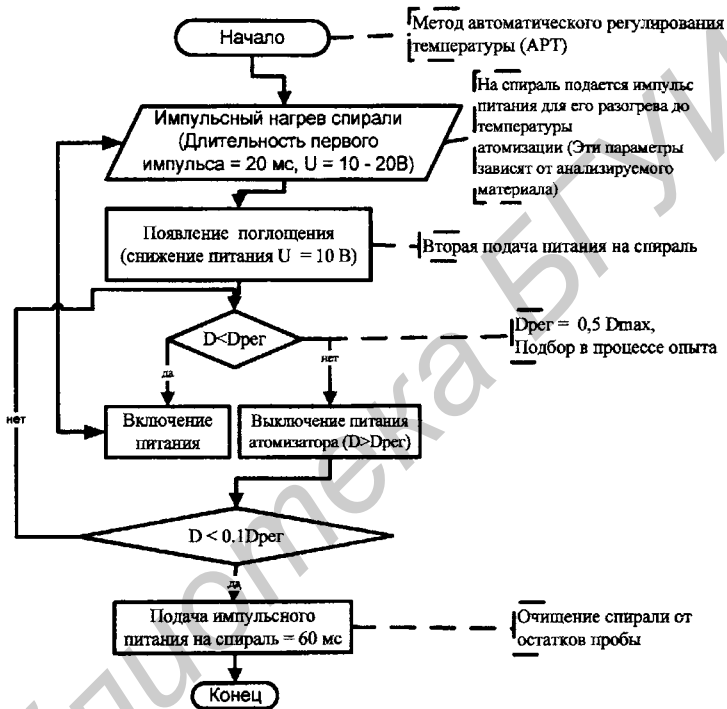 Начало
Метод автоматического регулирования
температуры (АРТ)
Импульсный нагрев спирали
(Длительность первого
импульса = 20 мс, U = 10 - 20В)
На спираль подается импульс
питания для его разогрева до
температуры
атомизации (Эти параметры
зависят от анализируемого
материала)
Появление поглощения
(снижение питания U = 10 В)
Вторая подача питания на спираль
D<Dрег
Dрег = 0,5 Dmax,
Подбор в процессе опыта
да
нет
нет
Включение
питания
Выключение питания
атомизатора (D>Dрег)
D < 0.1Dрег
да
Подача импульсного
питания на спираль = 60 мс
Очищение спирали от
остатков пробы
Конец
Библиотека БГУИ